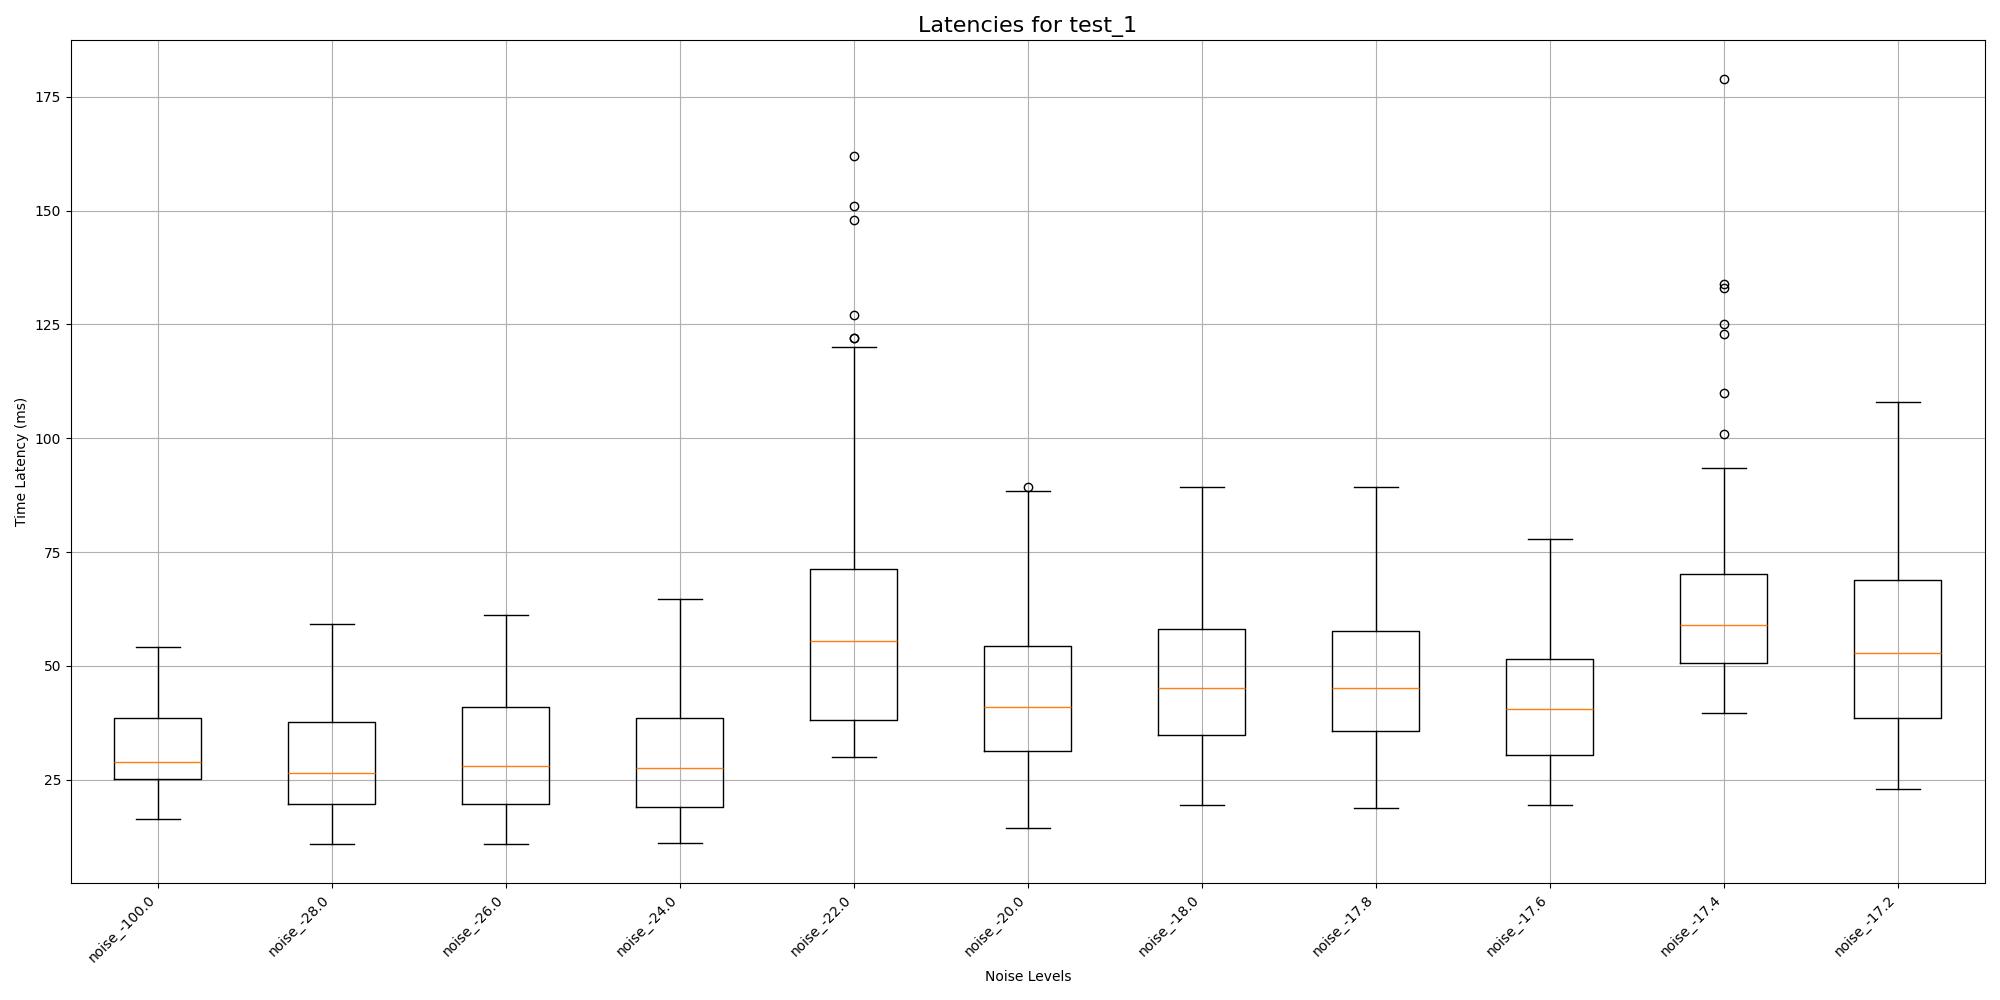 Latencies for test_1
Time Latency (ms)
175
150
125
100
75
50
25
noise_-100.0
noise_-28.0
noise_-26.0
noise_-24.0
noise_-22.0
noise_-20.0
noise_-18.0
noise_-17.8
noise_-17.6
noise_-17.4
noise_-17.2
Noise Levels